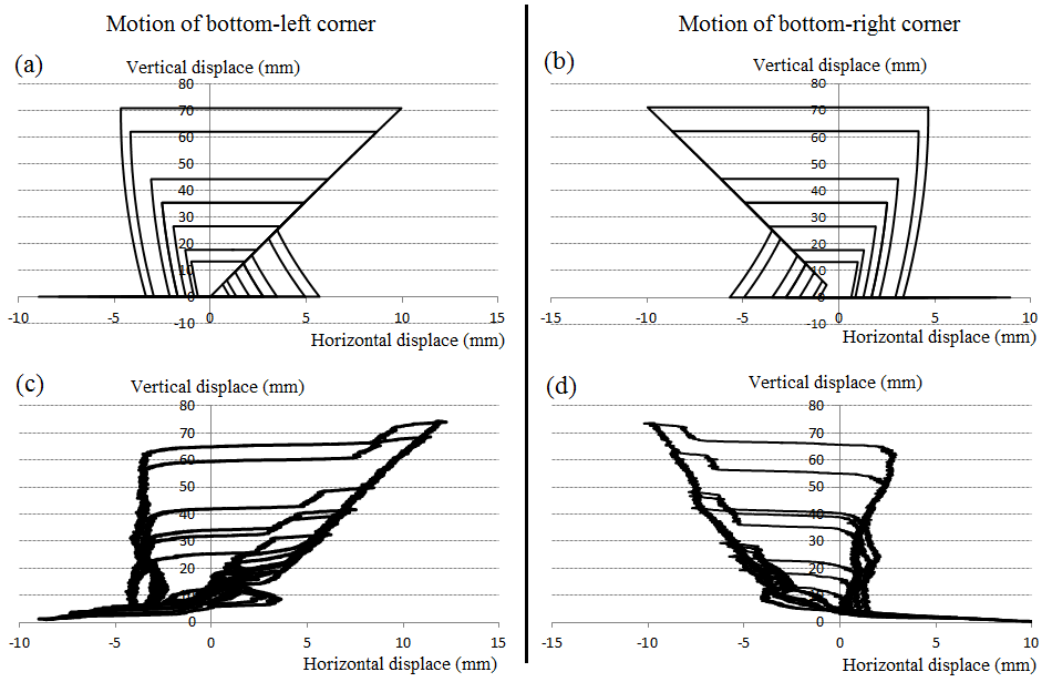 Motion of bottom-left corner
Motion of bottom-right corner
(a)
Vertical displace (mm)
80
70
60
50
40
30
20
10
0
-10
-10 -5 0 5 10 15
Horizontal displace (mm)
(b)
Vertical displace (mm)
80
70
60
50
40
30
20
10
0
-10
-15 -10 -5 0 5 10
Horizontal displace (mm)
(c)
Vertical displace (mm)
80
70
60
50
40
30
20
10
0
-10 -5 0 5 10 15
Horizontal displace (mm)
(d)
Vertical displace (mm)
80
70
60
50
40
30
20
10
0
-15 -10 -5 0 5 10
Horizontal displace (mm)